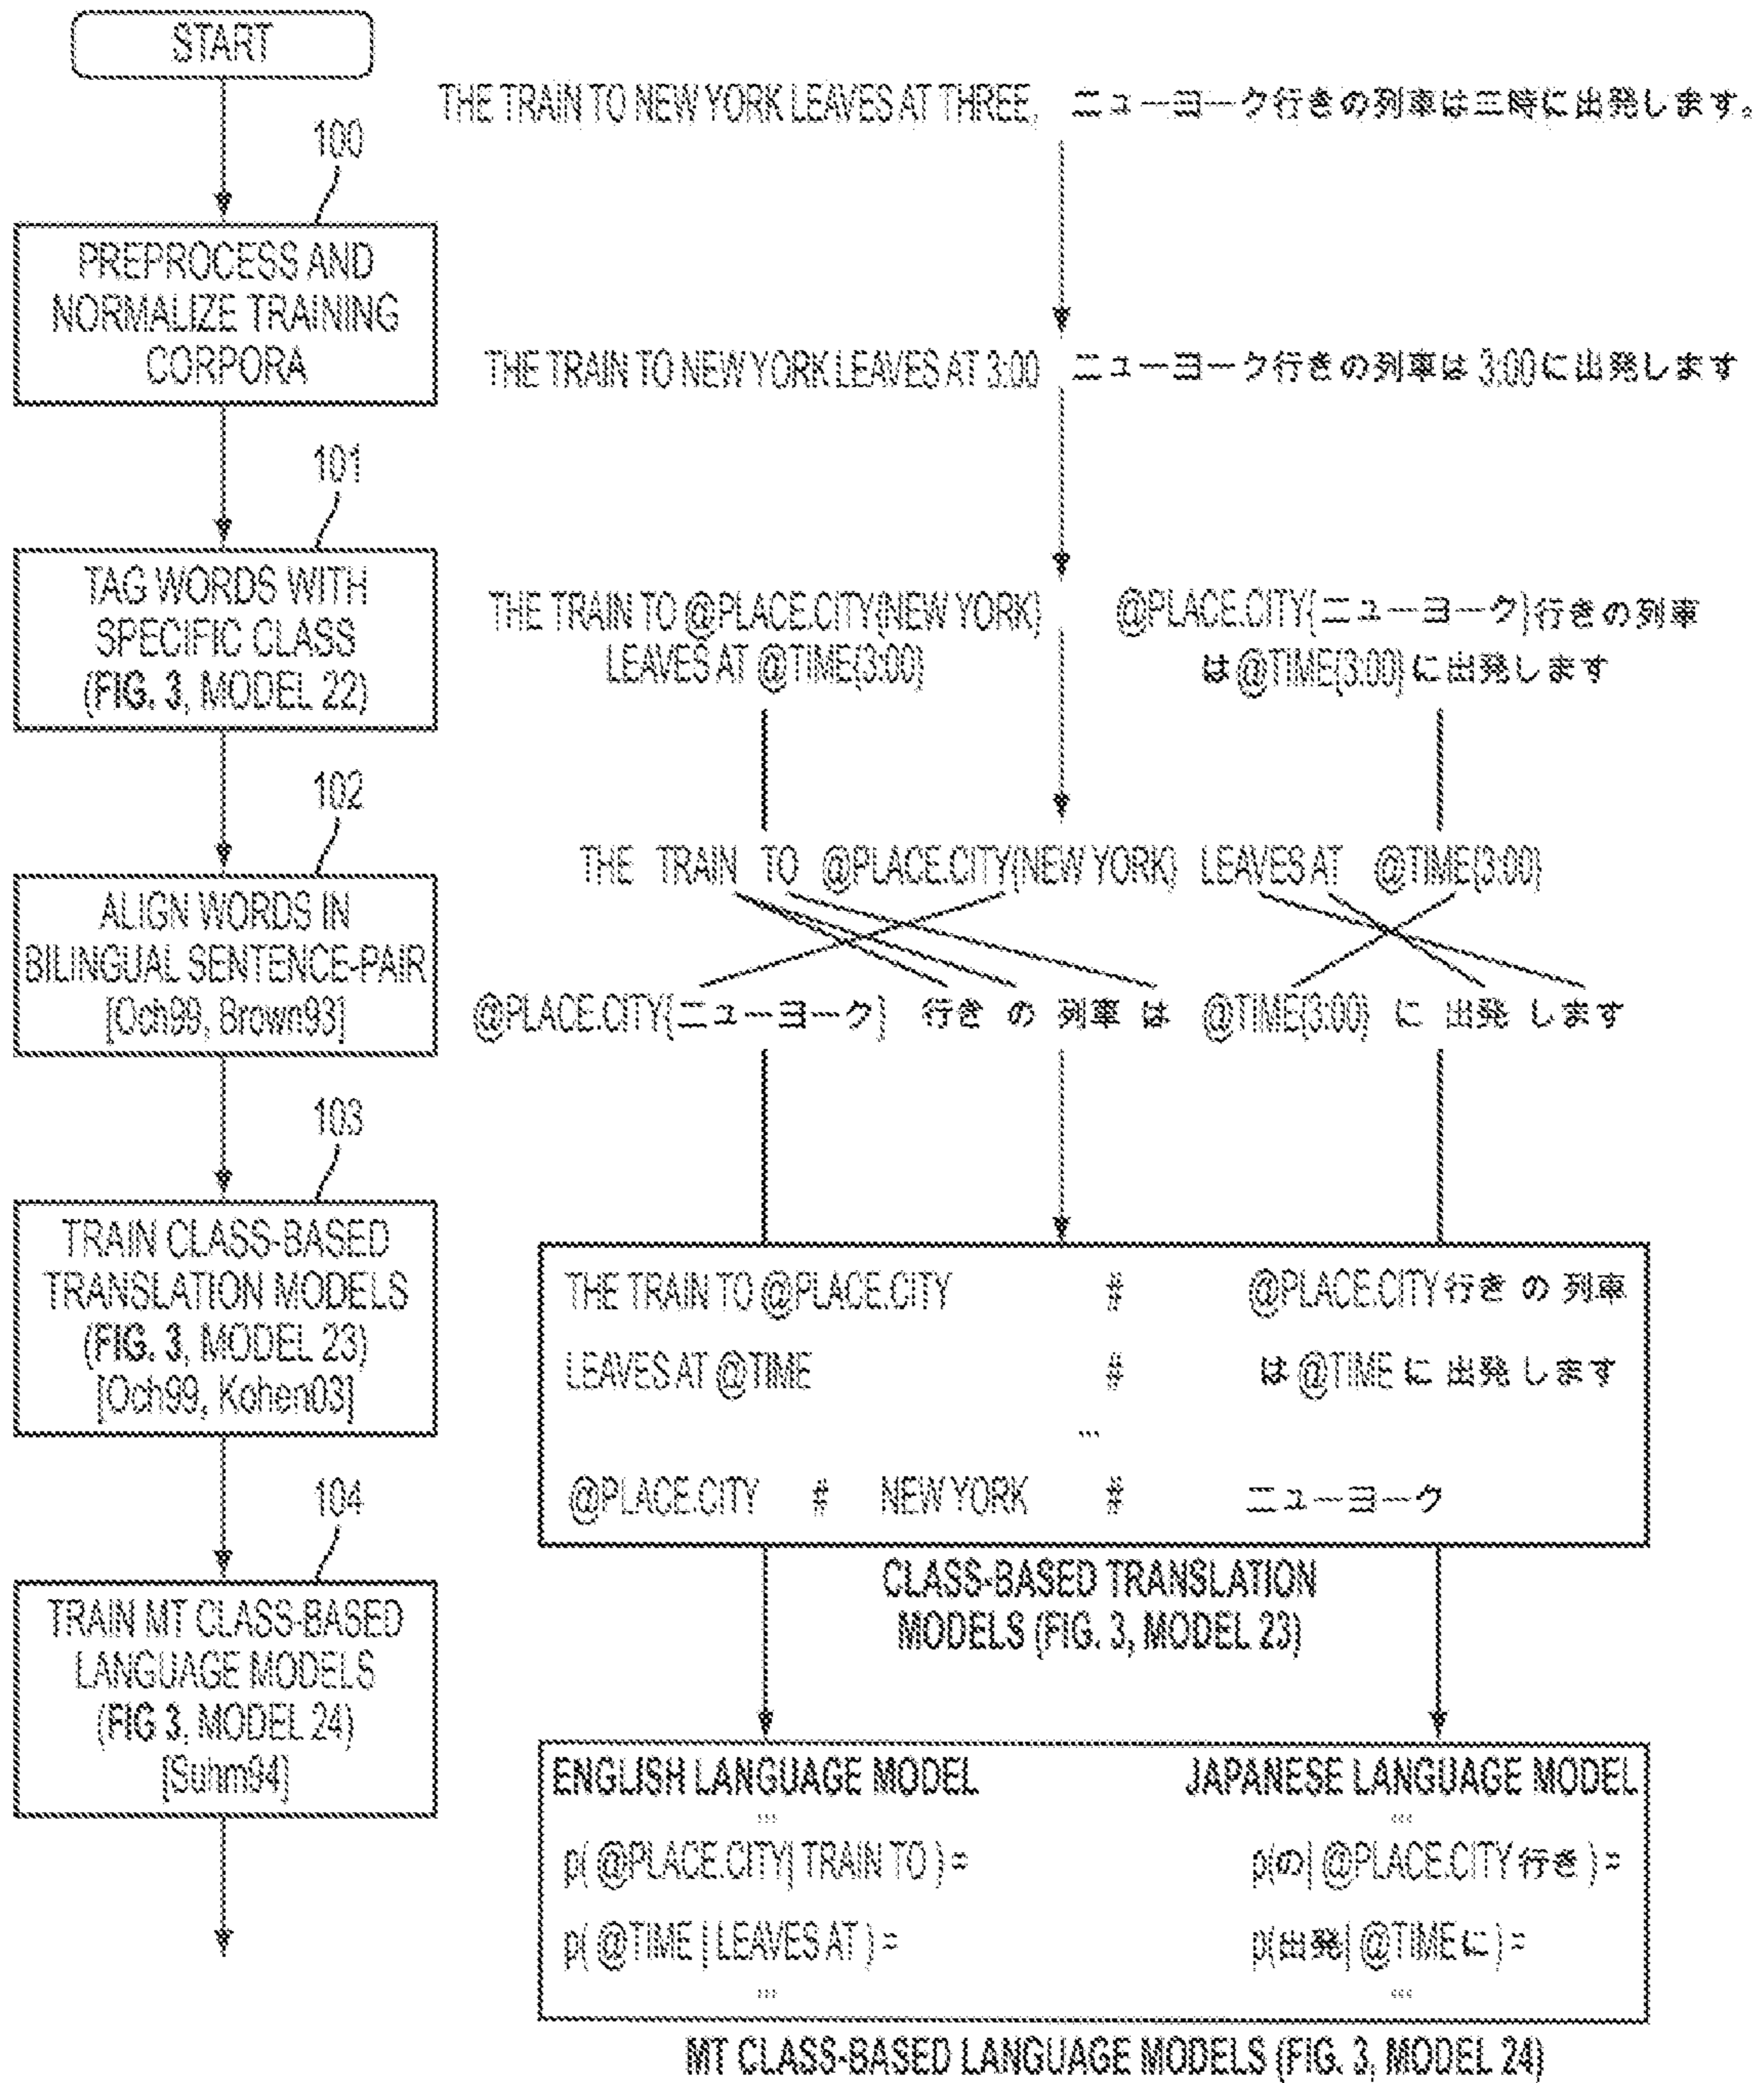 START
THE TRAIN TO NEW YORK LEAVES AT THREE, ニューヨーク行きの列車は三時に出発します。
100
PREPROCESS AND
NORMALIZE TRAINING
CORPORA
THE TRAIN TO NEW YORK LEAVES AT 3:00 ニューヨーク行きの列車は 3:00に出発します
101
TAG WORDS WITH
SPECIFIC CLASS
(FIG. 3, MODEL 22)
THE TRAIN TO @PLACE.CITY(NEW YORK)
LEAVES AT @TIME(3:00)
@PLACE.CITY(ニューヨーク)行きの列車
は @TIME(3:00) に出発します
102
ALIGN WORDS IN
BILINGUAL SENTENCE-PAIR
[Och99, Brown93]
THE TRAIN TO @PLACE.CITY(NEW YORK) LEAVES AT @TIME(3:00)
@PLACE.CITY(ニューヨーク) 行き の 列車 は @TIME(3:00) に 出発 します
103
TRAIN CLASS-BASED
TRANSLATION MODELS
(FIG. 3, MODEL 23)
[Och99, Kohen03]
THE TRAIN TO @PLACE.CITY # @PLACE.CITY 行き の 列車
LEAVES AT @TIME # は @TIME に 出発 します
...
@PLACE.CITY # NEW YORK # ニューヨーク
CLASS-BASED TRANSLATION
MODELS (FIG. 3, MODEL 23)
104
TRAIN MT CLASS-BASED
LANGUAGE MODELS
(FIG 3, MODEL 24)
[Suhm94]
ENGLISH LANGUAGE MODEL
...
p( @PLACE.CITY| TRAIN TO ) =
p( @TIME | LEAVES AT ) =
...
JAPANESE LANGUAGE MODEL
...
p(の| @PLACE.CITY 行き ) =
p(出発| @TIME に ) =
...
MT CLASS-BASED LANGUAGE MODELS (FIG. 3, MODEL 24)